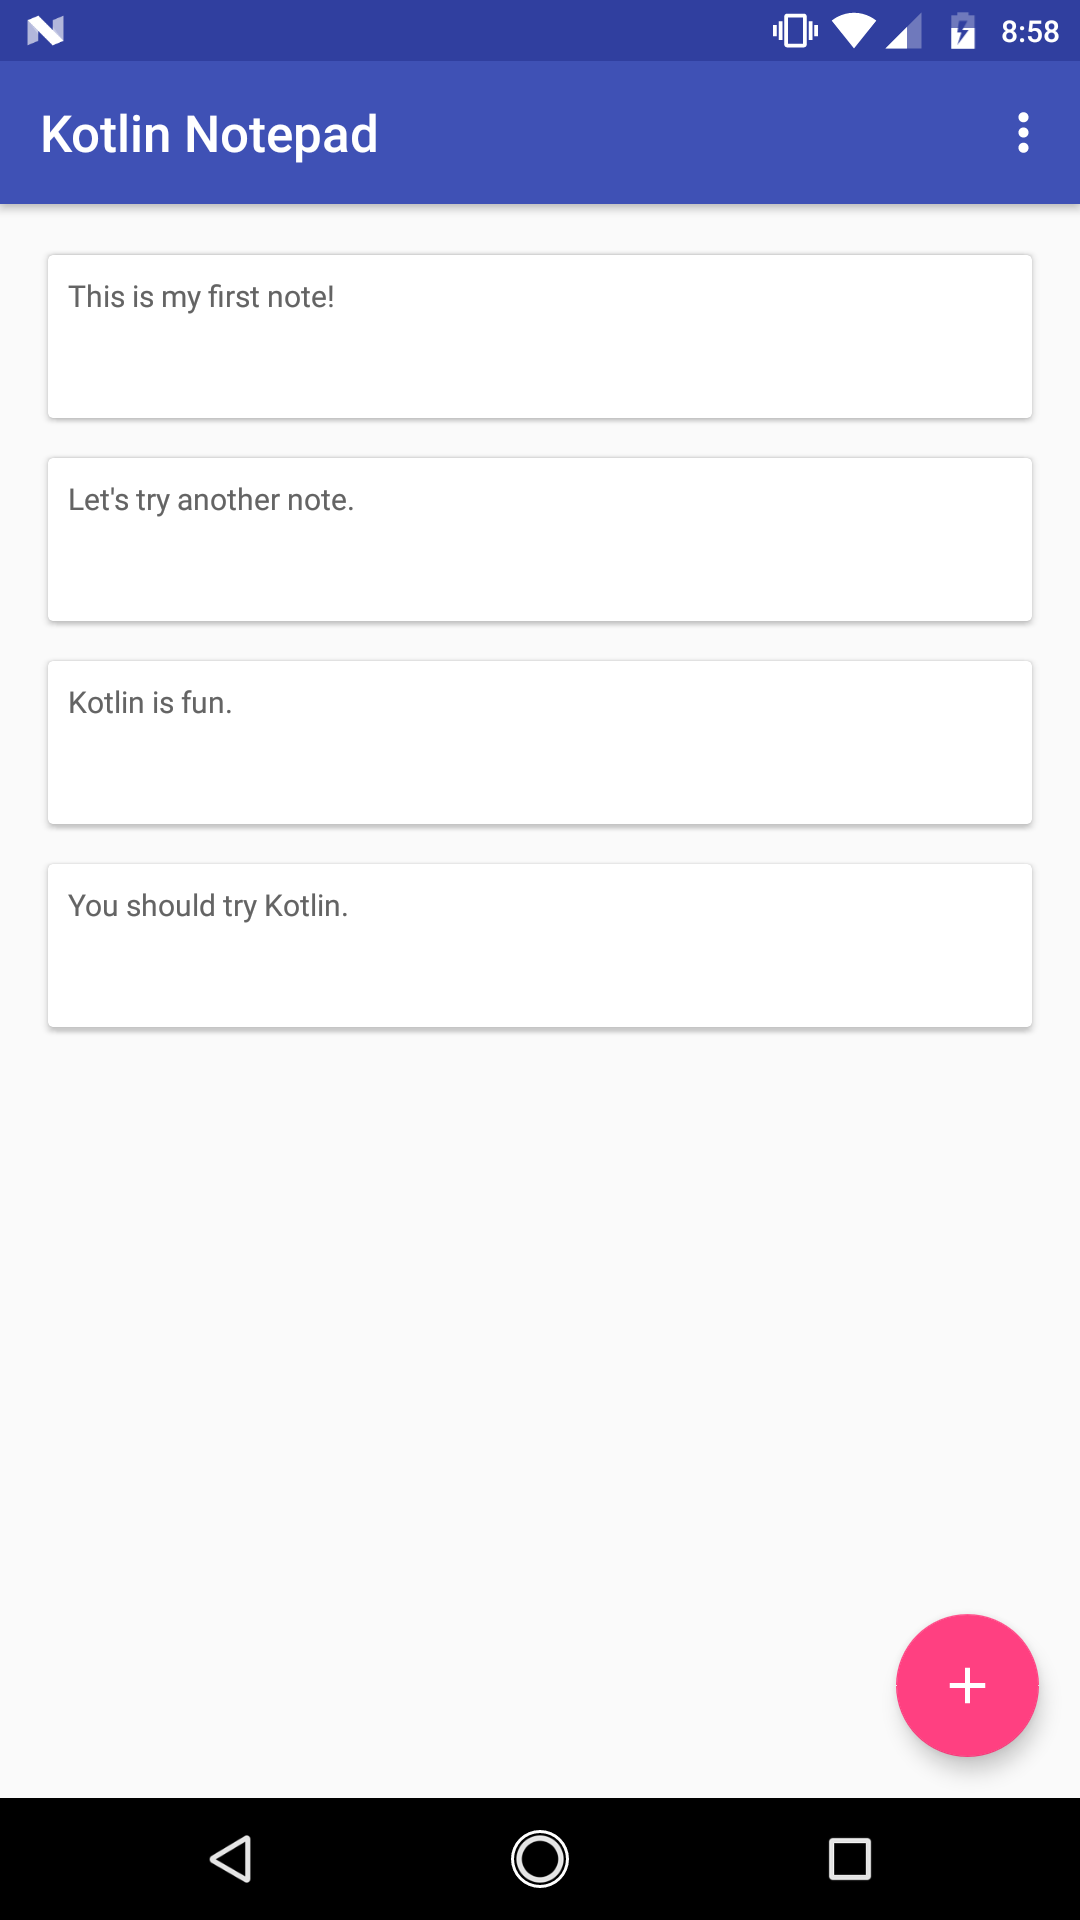 8:58
Kotlin Notepad
This is my first note!
Let's try another note.
Kotlin is fun.
You should try Kotlin.